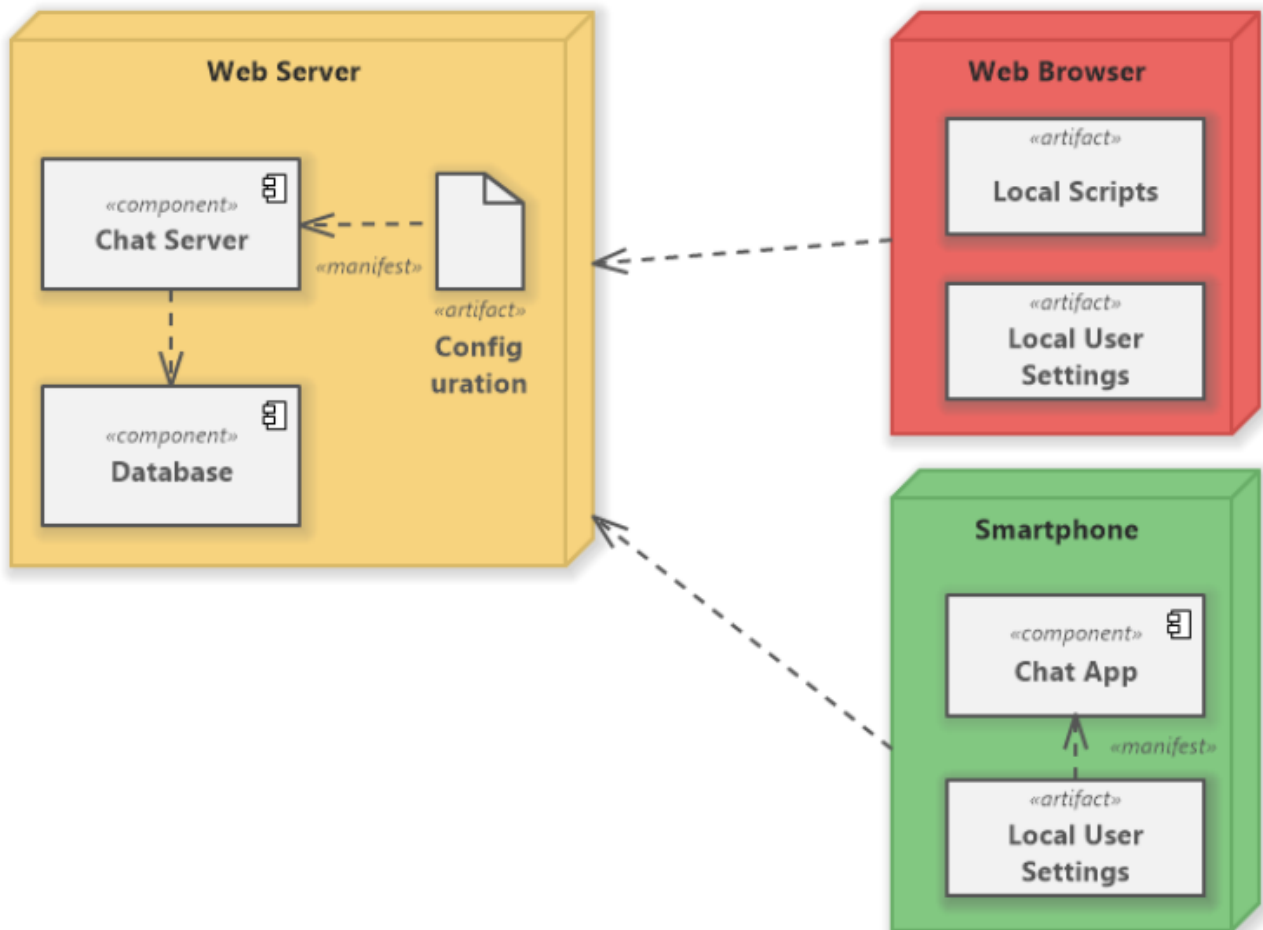 Web Server
«component»
Chat Server
«manifest»
«artifact»
Config
uration
«component»
Database
Web Browser
«artifact»
Local Scripts
«artifact»
Local User
Settings
Smartphone
«component»
Chat App
«manifest»
«artifact»
Local User
Settings